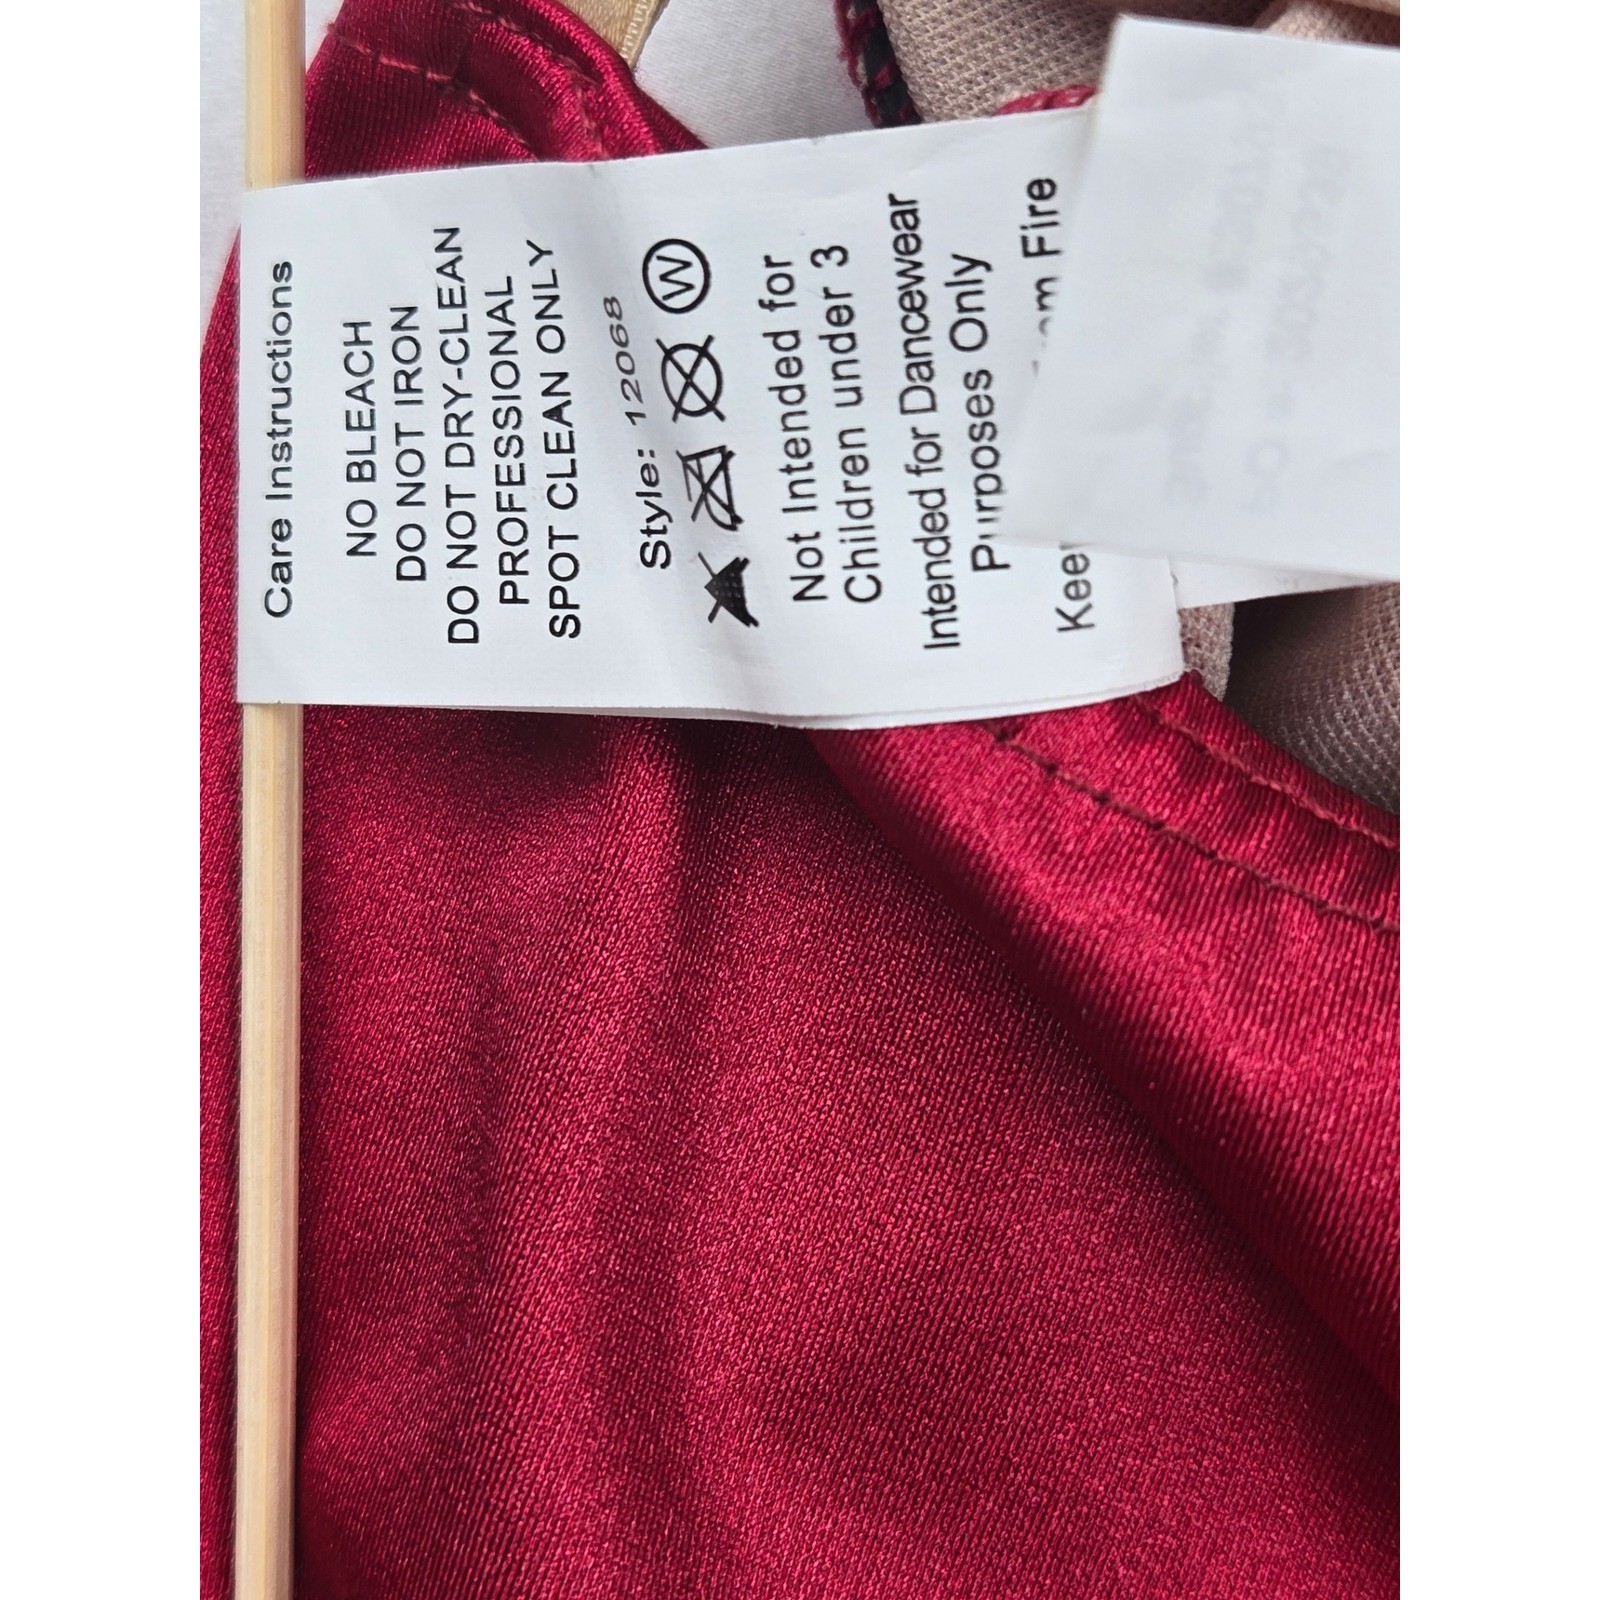 Care Instructions
NO BLEACH
DO NOT IRON
DO NOT DRY-CLEAN
PROFESSIONAL
SPOT CLEAN ONLY
Style: 12068
W
Not Intended for
Children under 3
Intended for Dancewear
Purposes Only
Fire